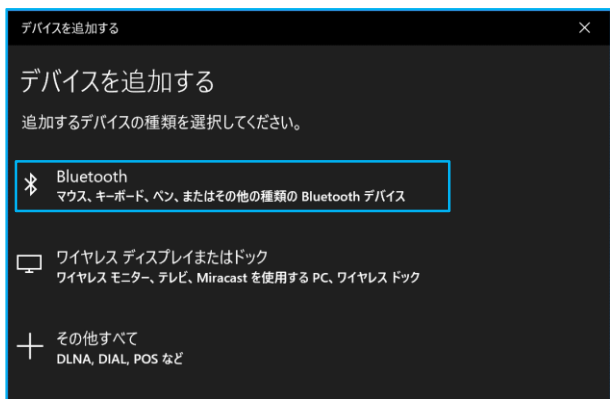 デバイスを追加する
デバイスを追加する
追加するデバイスの種類を選択してください。
Bluetooth
マウス、キーボード、ペン、またはその他の種類の Bluetooth デバイス
ワイヤレス ディスプレイまたはドック
ワイヤレス モニター、テレビ、Miracast を使用する PC、ワイヤレス ドック
その他すべて
DLNA, DIAL, POS など